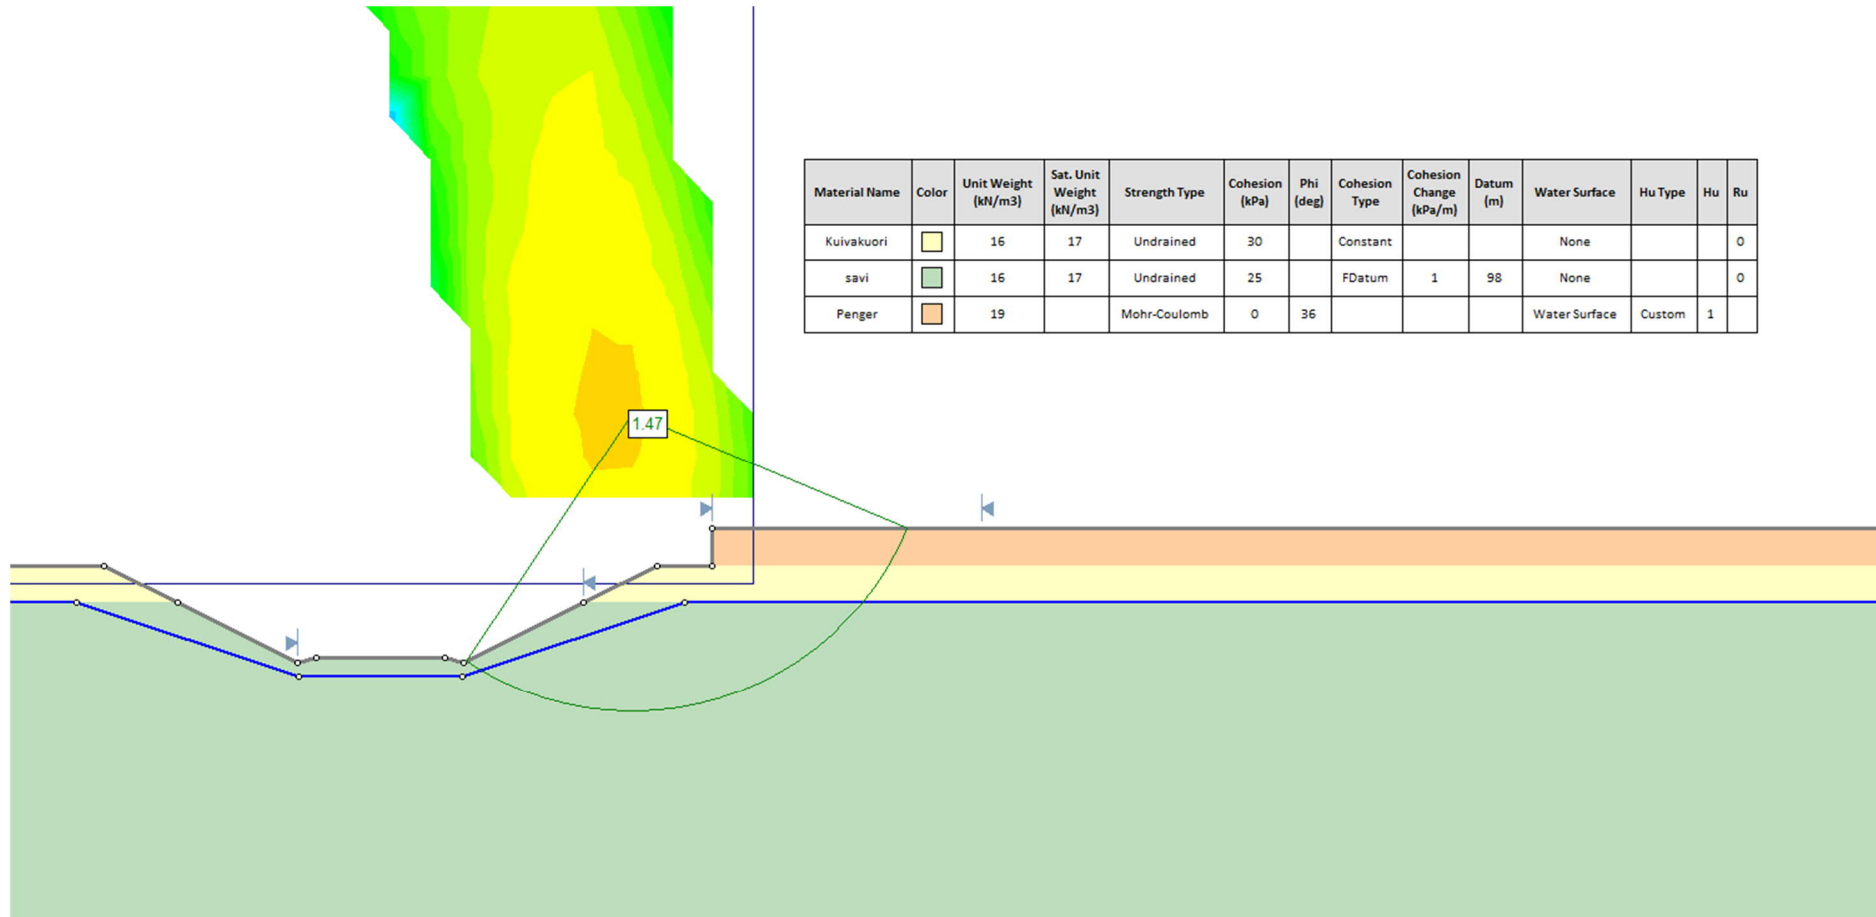 Material Name Color Unit Weight (kN/m3) Sat. Unit Weight (kN/m3) Strength Type Cohesion (kPa) Phi (deg) Cohesion Type Cohesion Change (kPa/m) Datum (m) Water Surface Hu Type Hu Ru
Kuivakuori 16 17 Undrained 30 Constant None 0
savi 16 17 Undrained 25 FDatum 1 98 None 0
Penger 19 Mohr-Coulomb 0 36 Water Surface Custom 1
1.47